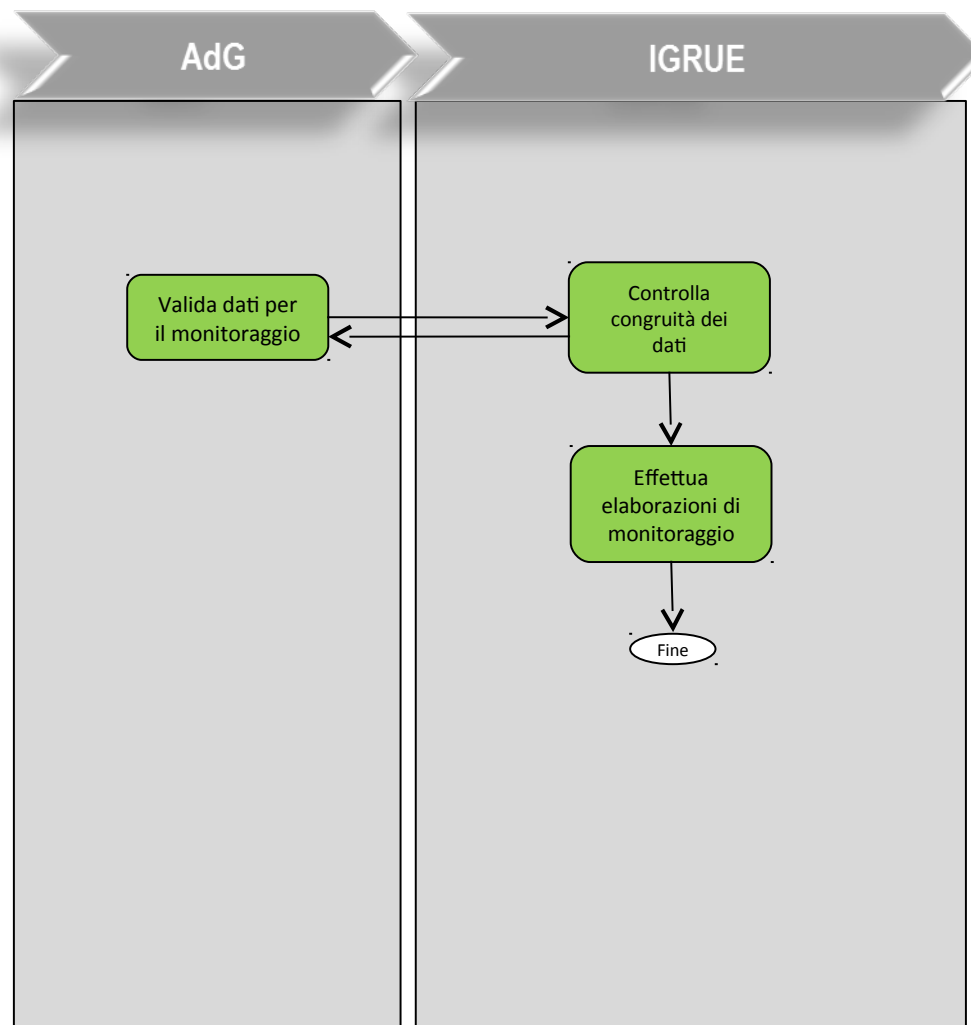 AdG
IGRUE
Valida dati per
il monitoraggio
Controlla
congruità dei
dati
Effettua
elaborazioni di
monitoraggio
Fine